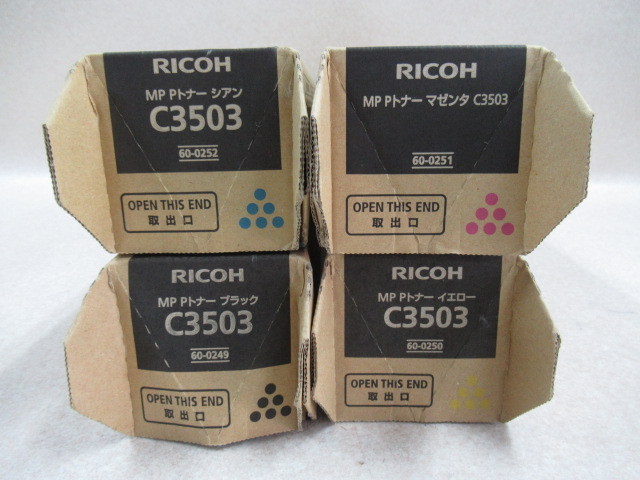 RICOH
MP Pトナー シアン
C3503
60-0252
OPEN THIS END
取出口
RICOH
MP Pトナー マゼンタ C3503
60-0251
OPEN THIS END
取出口
RICOH
MP Pトナー ブラック
C3503
60-0249
OPEN THIS END
取出口
RICOH
MP Pトナー イエロー
C3503
60-0250
OPEN THIS END
取出口